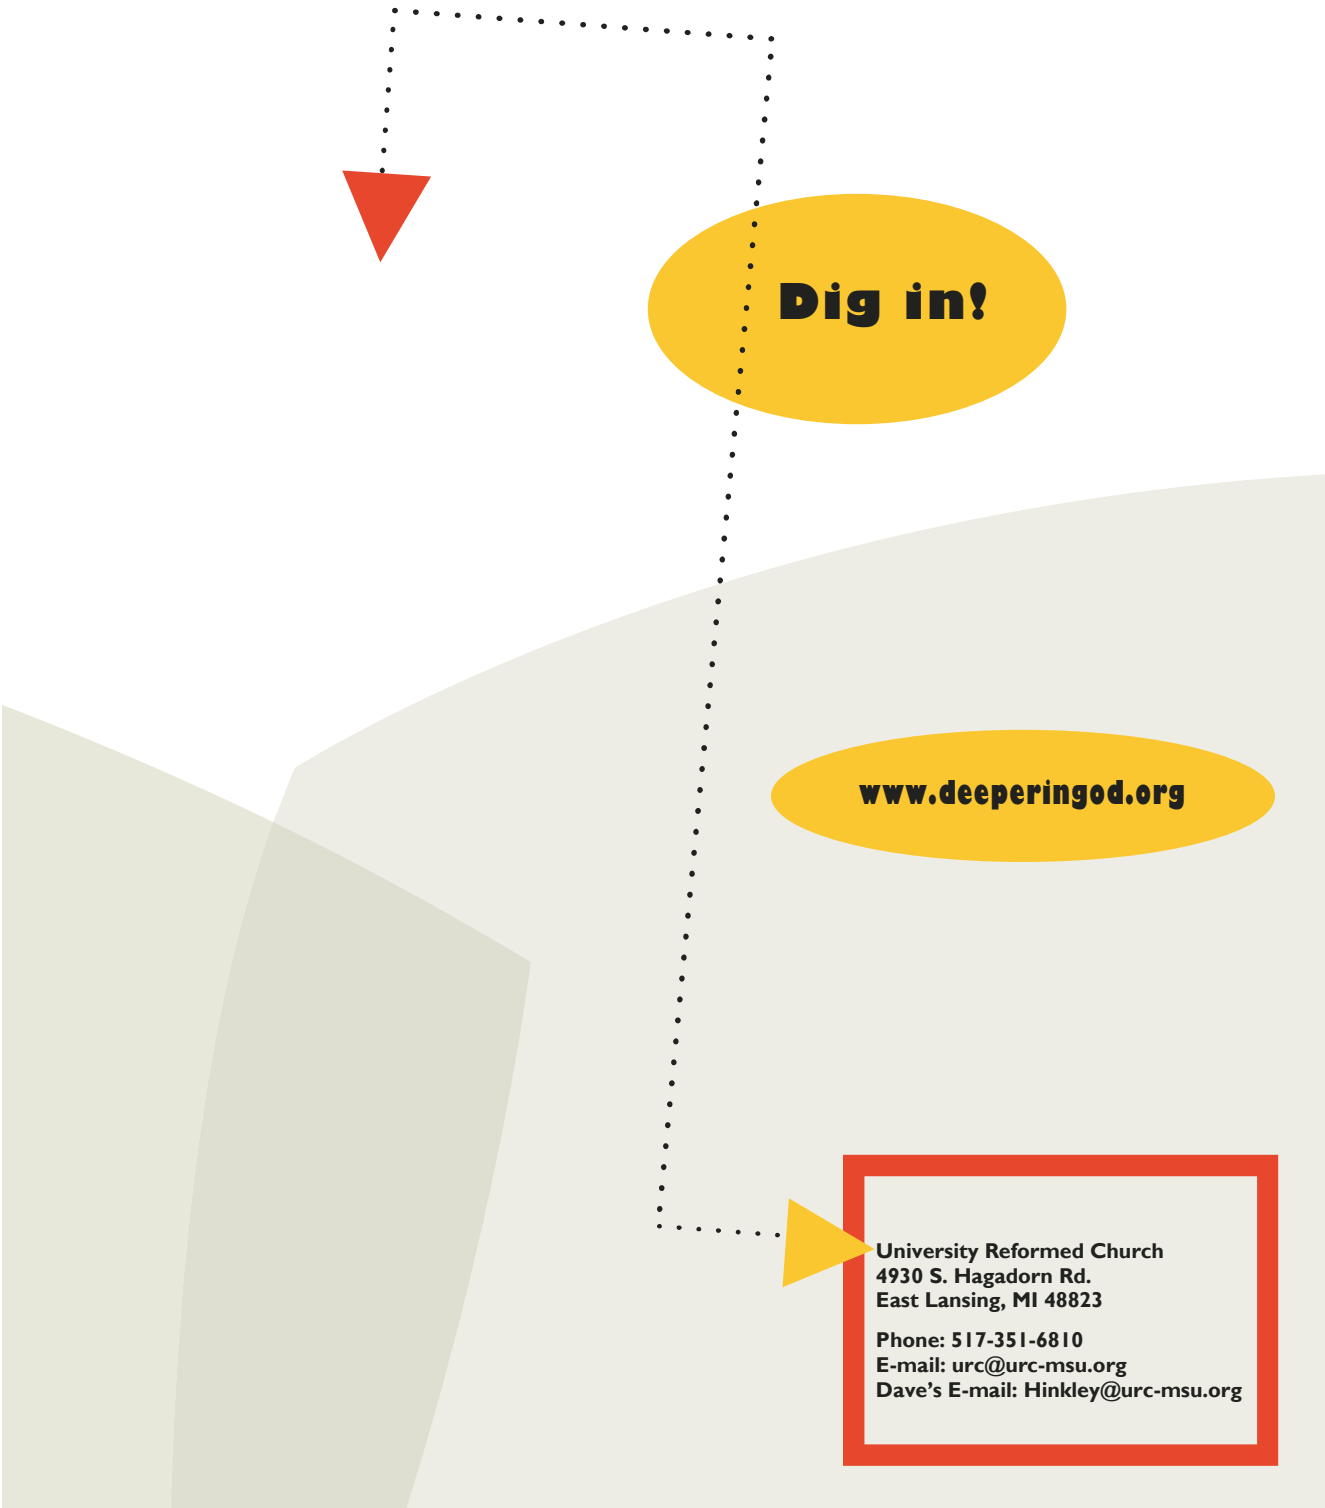 Dig in!
www.deeperingod.org
University Reformed Church
4930 S. Hagadorn Rd.
East Lansing, MI 48823
Phone: 517-351-6810
E-mail: urc@urc-msu.org
Dave’s E-mail: Hinkley@urc-msu.org